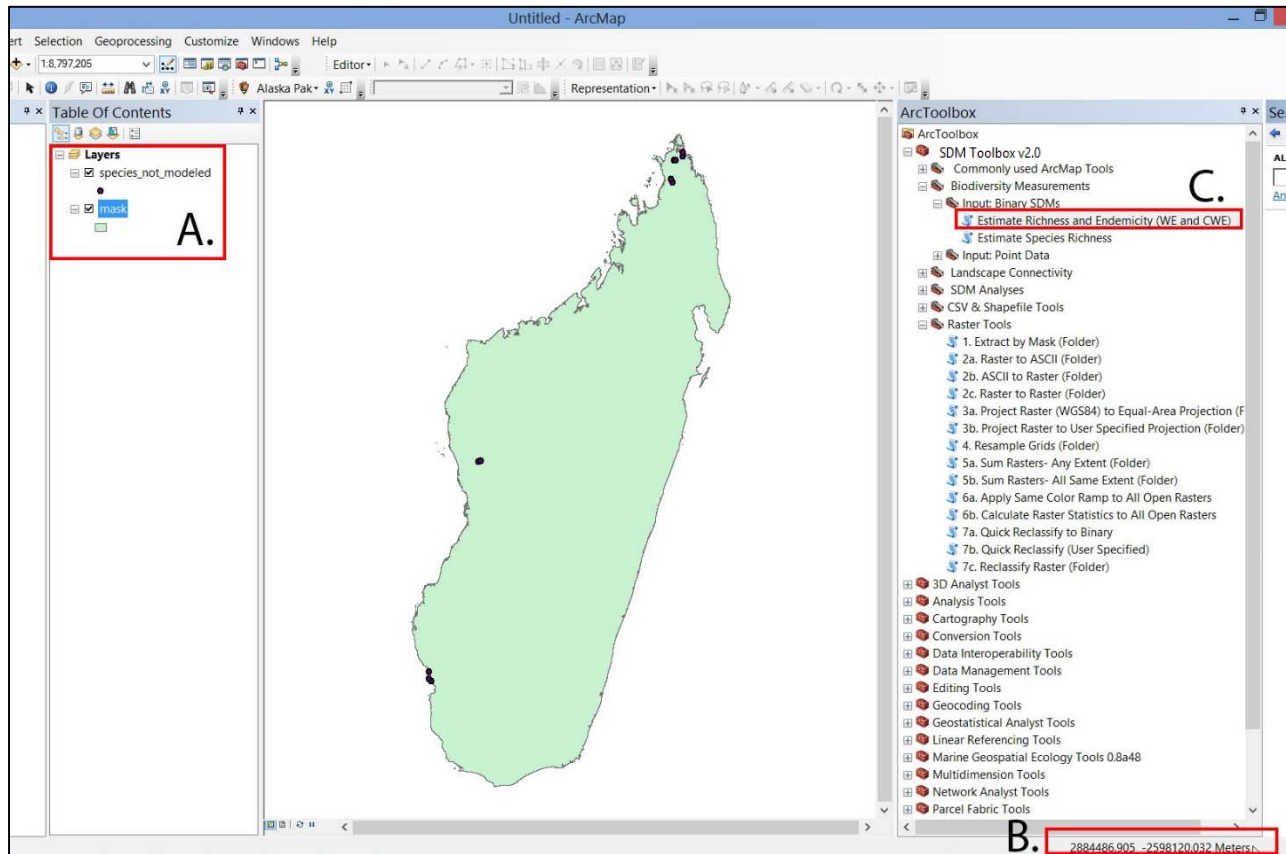 Untitled - ArcMap
ert Selection Geoprocessing Customize Windows Help
1:8,797,205 Editor
Alaska Pak Representation
Table Of Contents
Layers
species_not_modeled
mask
A.
ArcToolbox
ArcToolbox
SDM Toolbox v2.0
Commonly used ArcMap Tools
Biodiversity Measurements
Input: Binary SDMs
C.
Estimate Richness and Endemicity (WE and CWE)
Estimate Species Richness
Input: Point Data
Landscape Connectivity
SDM Analyses
CSV & Shapefile Tools
Raster Tools
1. Extract by Mask (Folder)
2a. Raster to ASCII (Folder)
2b. ASCII to Raster (Folder)
2c. Raster to Raster (Folder)
3a. Project Raster (WGS84) to Equal-Area Projection (F
3b. Project Raster to User Specified Projection (Folder)
4. Resample Grids (Folder)
5a. Sum Rasters- Any Extent (Folder)
5b. Sum Rasters- All Same Extent (Folder)
6a. Apply Same Color Ramp to All Open Rasters
6b. Calculate Raster Statistics to All Open Rasters
7a. Quick Reclassify to Binary
7b. Quick Reclassify (User Specified)
7c. Reclassify Raster (Folder)
3D Analyst Tools
Analysis Tools
Cartography Tools
Conversion Tools
Data Interoperability Tools
Data Management Tools
Editing Tools
Geocoding Tools
Geostatistical Analyst Tools
Linear Referencing Tools
Marine Geospatial Ecology Tools 0.8a48
Multidimension Tools
Network Analyst Tools
Parcel Fabric Tools
Sea
AL
An
B.
2884486.905 -2598120.032 Meters